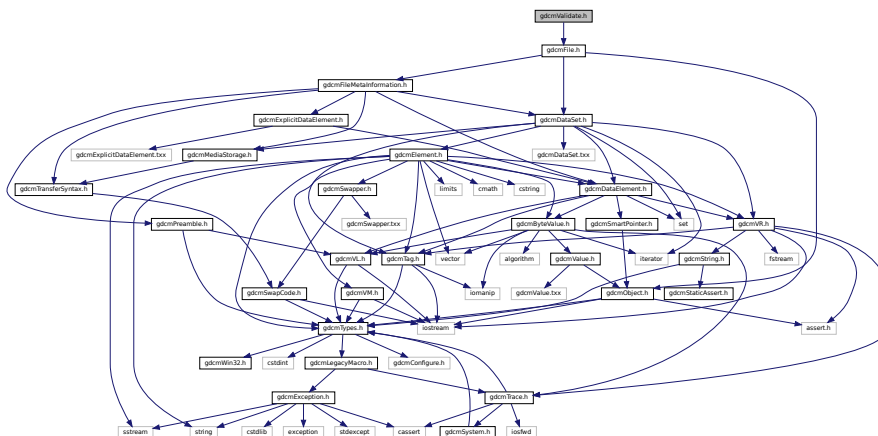 gdcmValidate.h
gdcmFile.h
gdcmFileMetaInformation.h
gdcmExplicitDataElement.h gdcmDataSet.h
gdcmExplicitDataElement.txx gdcmMediaStorage.h gdcmElement.h gdcmDataSet.txx
gdcmTransferSyntax.h gdcmSwapper.h limits cmath cstring gdcmDataElement.h
gdcmPreamble.h gdcmSwapper.txx gdcmByteValue.h gdcmSmartPointer.h set gdcmVR.h
gdcmVL.h gdcmTag.h vector algorithm gdcmValue.h iterator gdcmString.h fstream
gdcmSwapCode.h gdcmVM.h iomanip gdcmValue.txx gdcmObject.h gdcmStaticAssert.h
gdcmTypes.h iostream assert.h
gdcmWin32.h cstdint gdcmLegacyMacro.h gdcmConfigure.h
gdcmException.h gdcmTrace.h
sstream string cstdlib exception stdexcept cassert gdcmSystem.h iosfwd